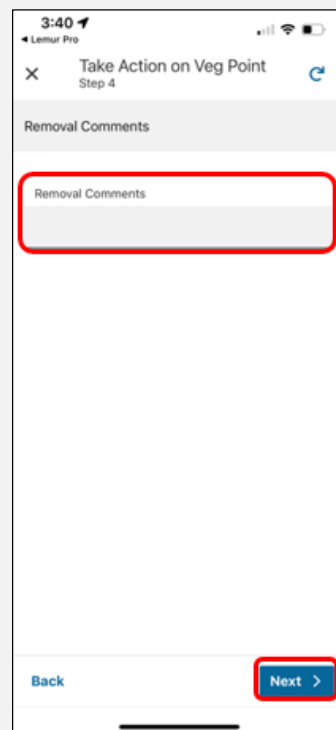 3:40
Lemur Pro
Take Action on Veg Point
Step 4
Removal Comments
Removal Comments
Back
Next